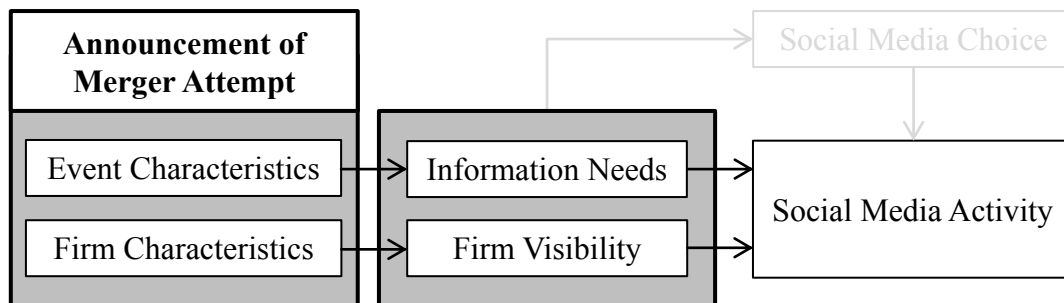 Announcement of
Merger Attempt
Social Media Choice
Event Characteristics
Information Needs
Social Media Activity
Firm Characteristics
Firm Visibility